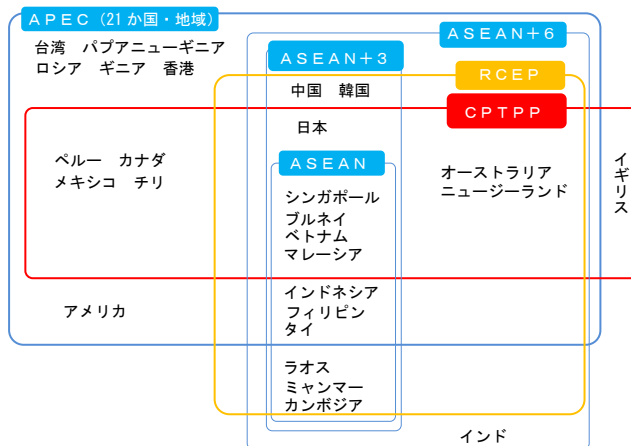 APEC(21か国・地域)
台湾 パプアニューギニア
ロシア ギニア 香港
ASEAN+6
ASEAN+3
RCEP
中国 韓国
CPTPP
日本
ペルー カナダ
メキシコ チリ
ASEAN
オーストラリア
ニュージーランド
イギリス
シンガポール
ブルネイ
ベトナム
マレーシア
アメリカ
インドネシア
フィリピン
タイ
ラオス
ミャンマー
カンボジア
インド